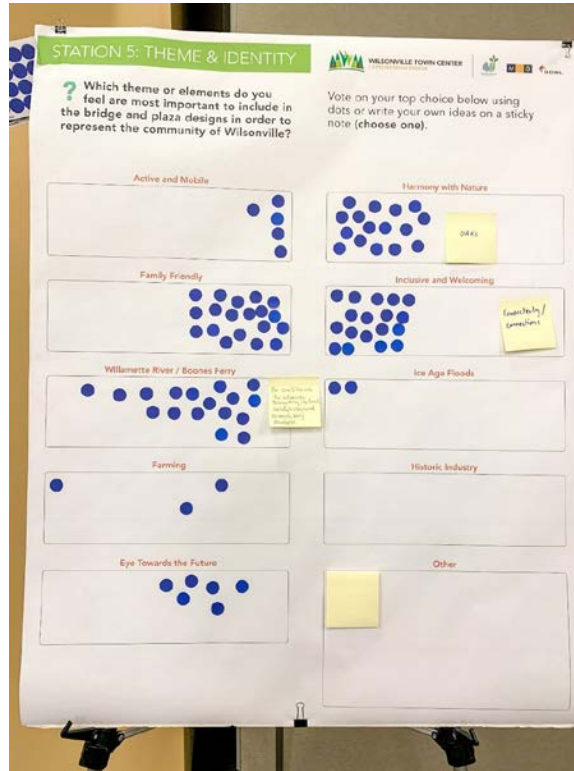 STATION 5: THEME & IDENTITY
WILSONVILLE TOWN CENTER
? Which theme or elements do you
feel are most important to include in
the bridge and plaza designs in order to
represent the community of Wilsonville?
Vote on your top choice below using
dots or write your own ideas on a sticky
note (choose one).
Active and Mobile
Harmony with Nature
OAKS
Family Friendly
Inclusive and Welcoming
Connectivity/
connections
Willamette River / Boones Ferry
Ice Age Floods
Farming
Historic Industry
Eye Towards the Future
Other